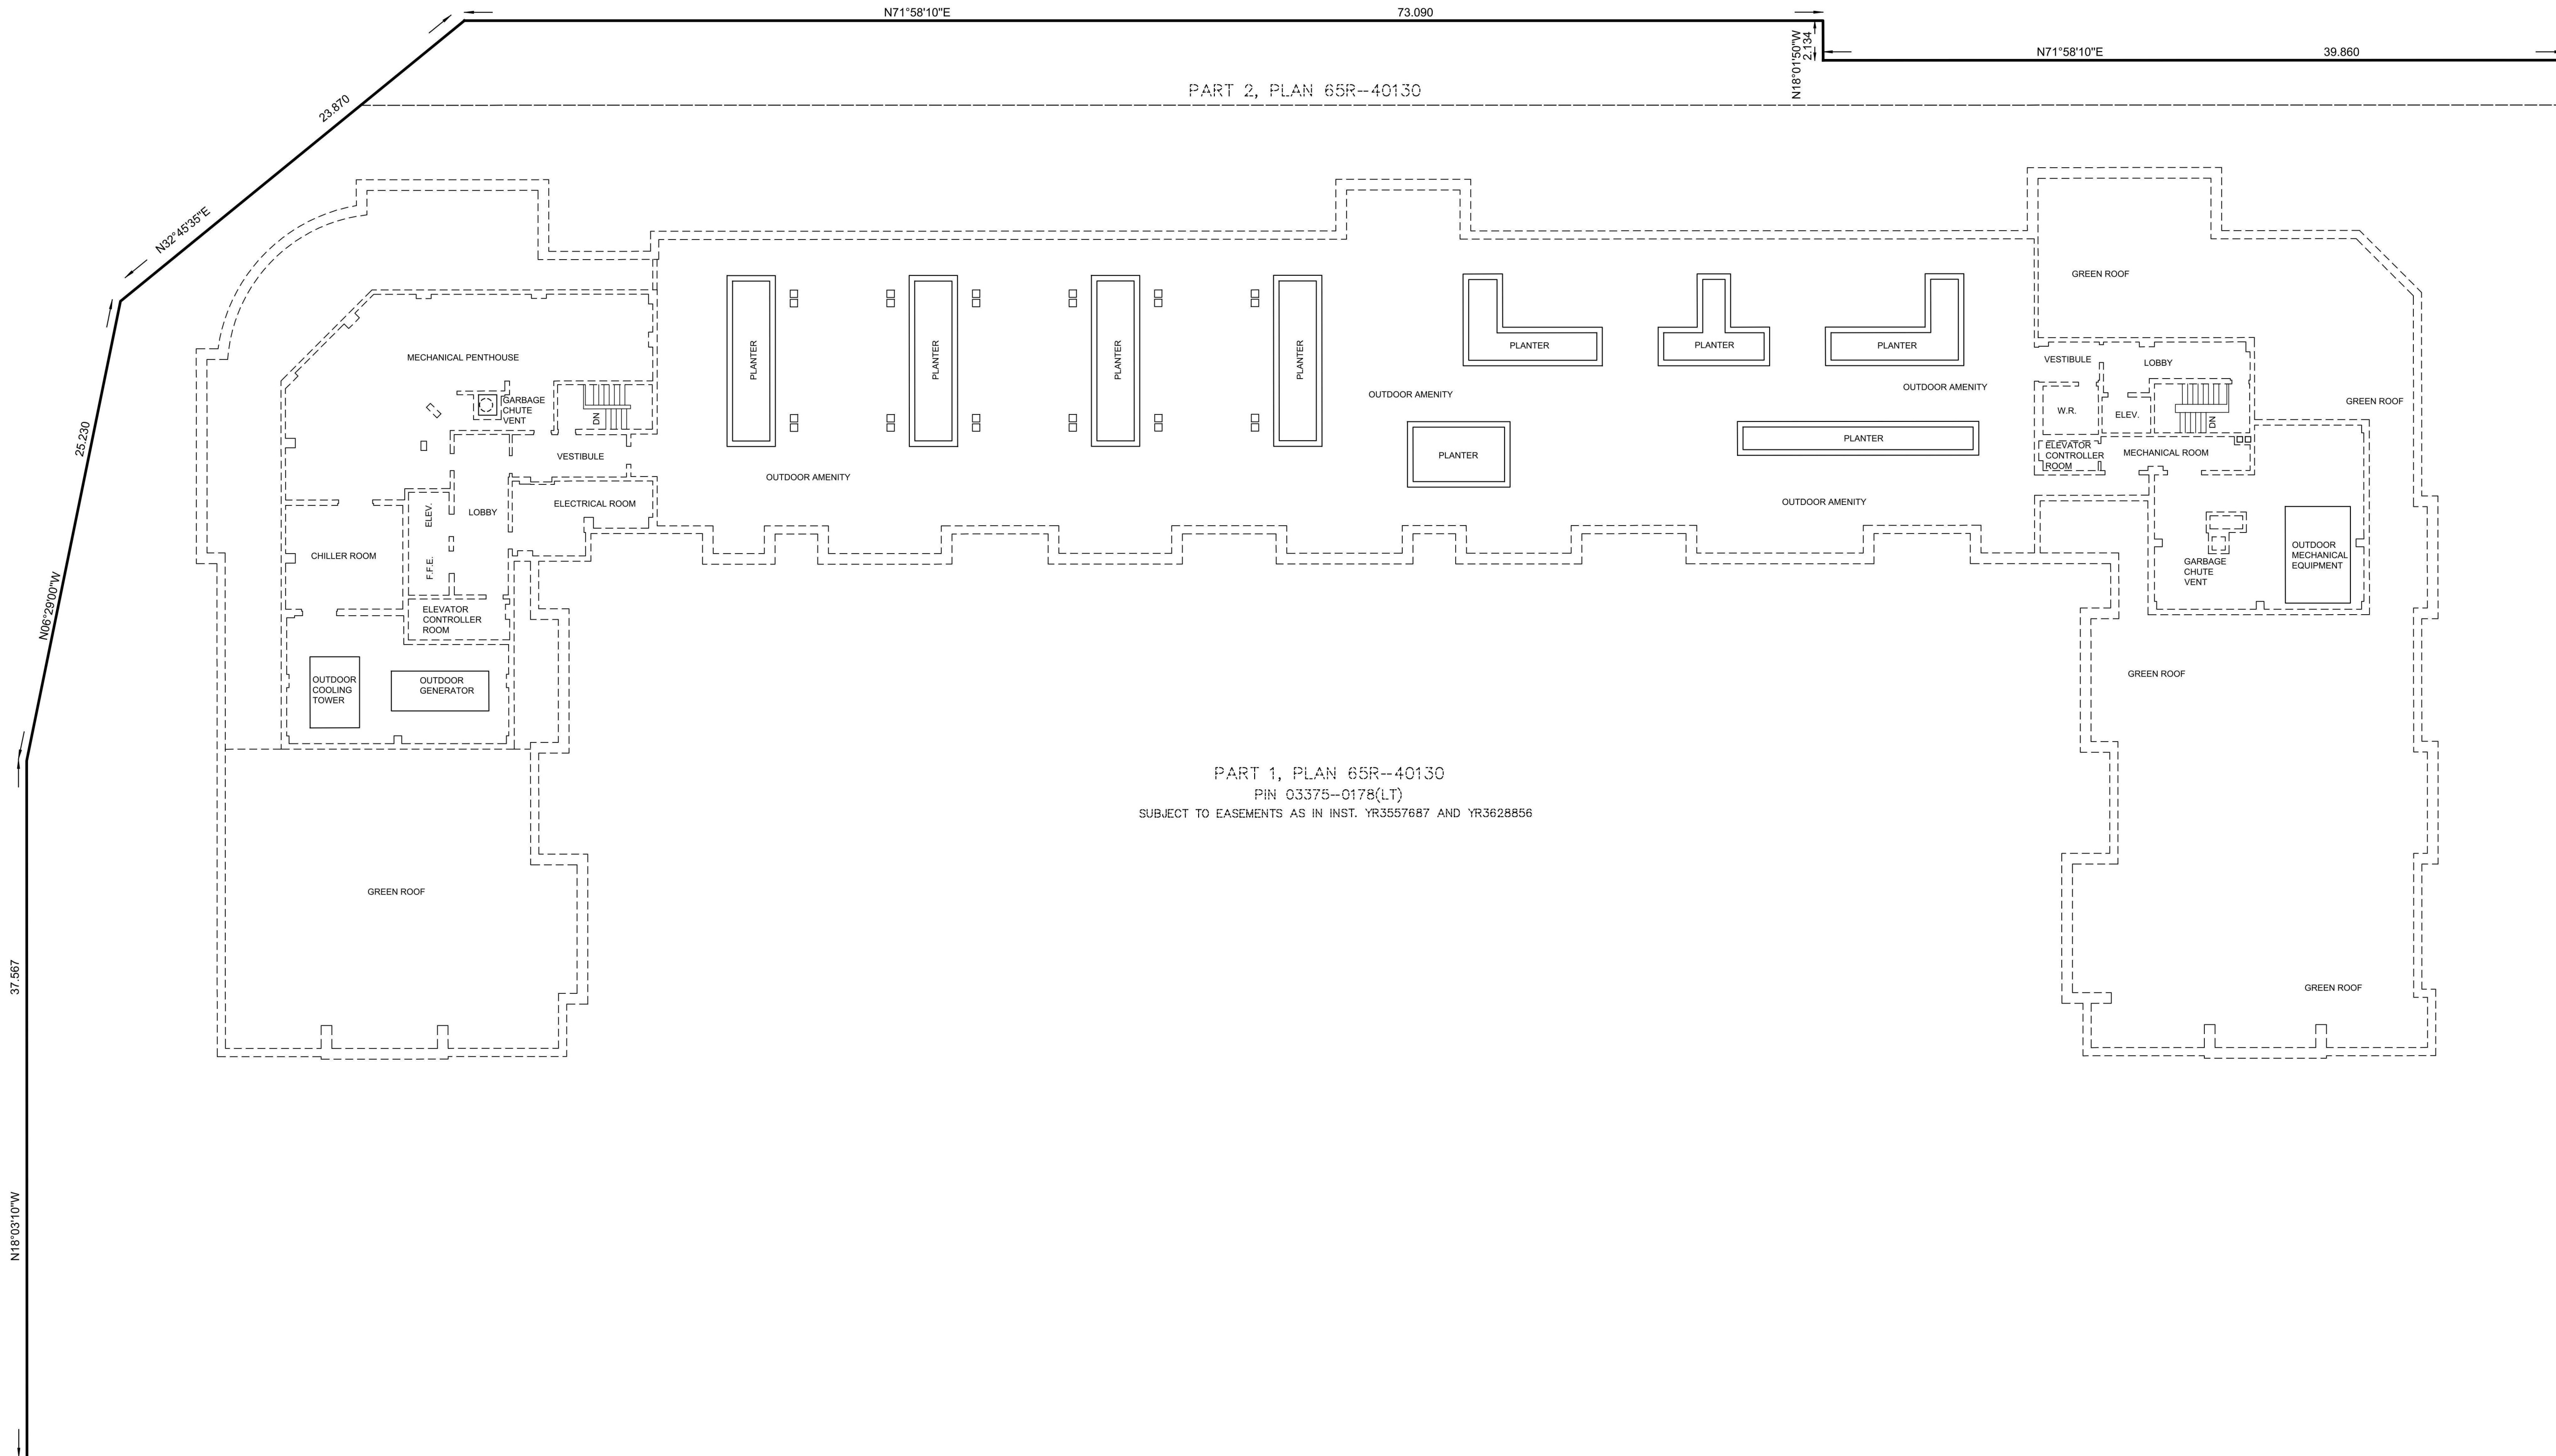 N71°58'10"E
73.090
N18°01'50"W
2.134
N71°58'10"E
39.860
PART 2, PLAN 65R--40130
23.870
N32°45'35"E
25.230
N06°29'00"W
37.567
N18°03'10"W
MECHANICAL PENTHOUSE
GARBAGE
CHUTE
VENT
DN
VESTIBULE
ELECTRICAL ROOM
LOBBY
ELEV.
F.F.E.
CHILLER ROOM
ELEVATOR
CONTROLLER
ROOM
OUTDOOR
COOLING
TOWER
OUTDOOR
GENERATOR
GREEN ROOF
PLANTER
PLANTER
PLANTER
PLANTER
OUTDOOR AMENITY
PLANTER
PLANTER
PLANTER
OUTDOOR AMENITY
OUTDOOR AMENITY
PLANTER
PLANTER
OUTDOOR AMENITY
GREEN ROOF
VESTIBULE
LOBBY
W.R.
ELEV.
DN
GREEN ROOF
ELEVATOR
CONTROLLER
ROOM
MECHANICAL ROOM
GARBAGE
CHUTE
VENT
OUTDOOR
MECHANICAL
EQUIPMENT
GREEN ROOF
GREEN ROOF
PART 1, PLAN 65R--40130
PIN 03375--0178(LT)
SUBJECT TO EASEMENTS AS IN INST. YR3557687 AND YR3628856